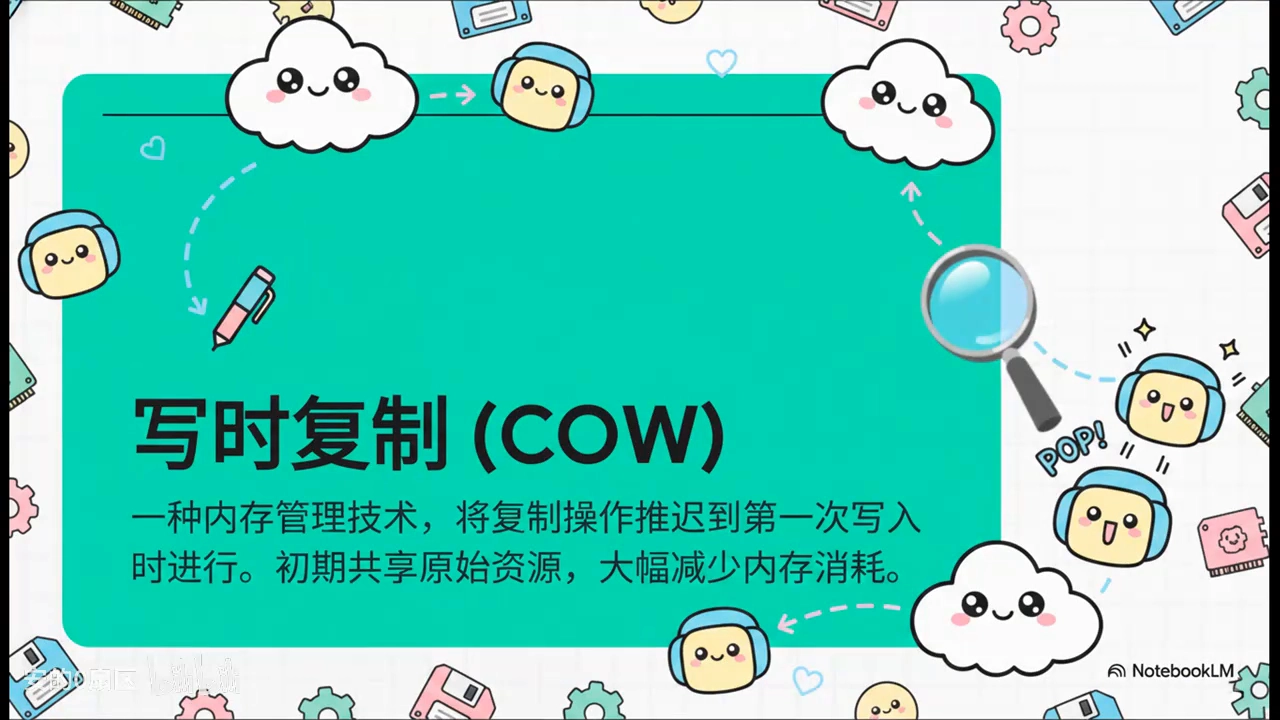 写时复制 (COW)
一种内存管理技术，将复制操作推迟到第一次写入
时进行。初期共享原始资源，大幅减少内存消耗。
POP!
NotebookLM